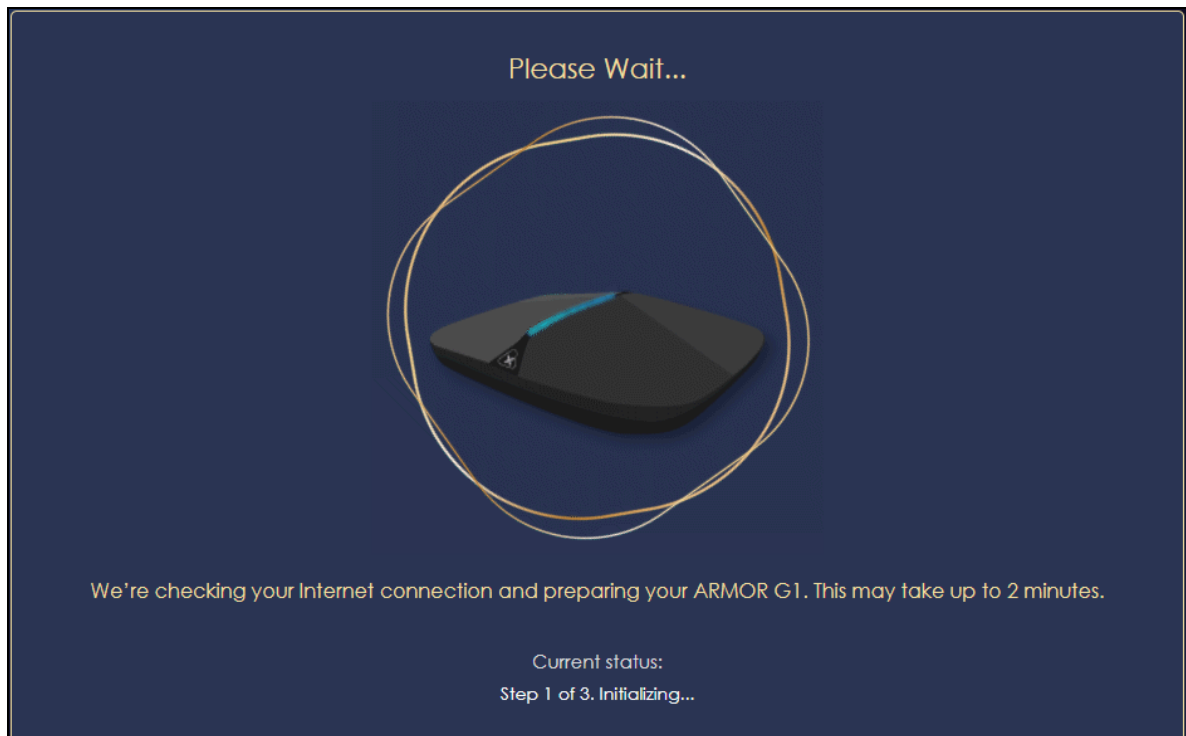 Please Wait...
We're checking your Internet connection and preparing your ARMOR G1. This may take up to 2 minutes.
Current status:
Step 1 of 3. Initializing...